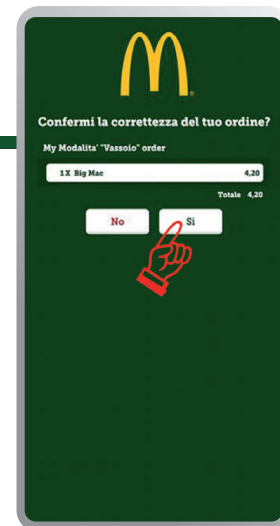 Confermi la correttezza del tuo ordine?
My Modalita' "Vassoio" order
1X Big Mac 4,20
Totale 4,20
No Si